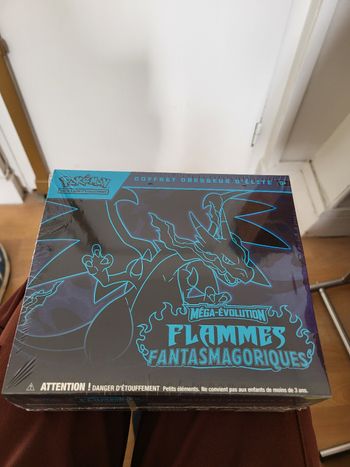 POKÉMON
COFFRET DRESSEUR D'ÉLITE
MÉGA-ÉVOLUTION
FLAMMES
FANTASMAGORIQUES
ATTENTION ! DANGER D'ÉTOUFFEMENT Petits éléments. Ne convient pas aux enfants de moins de 3 ans.